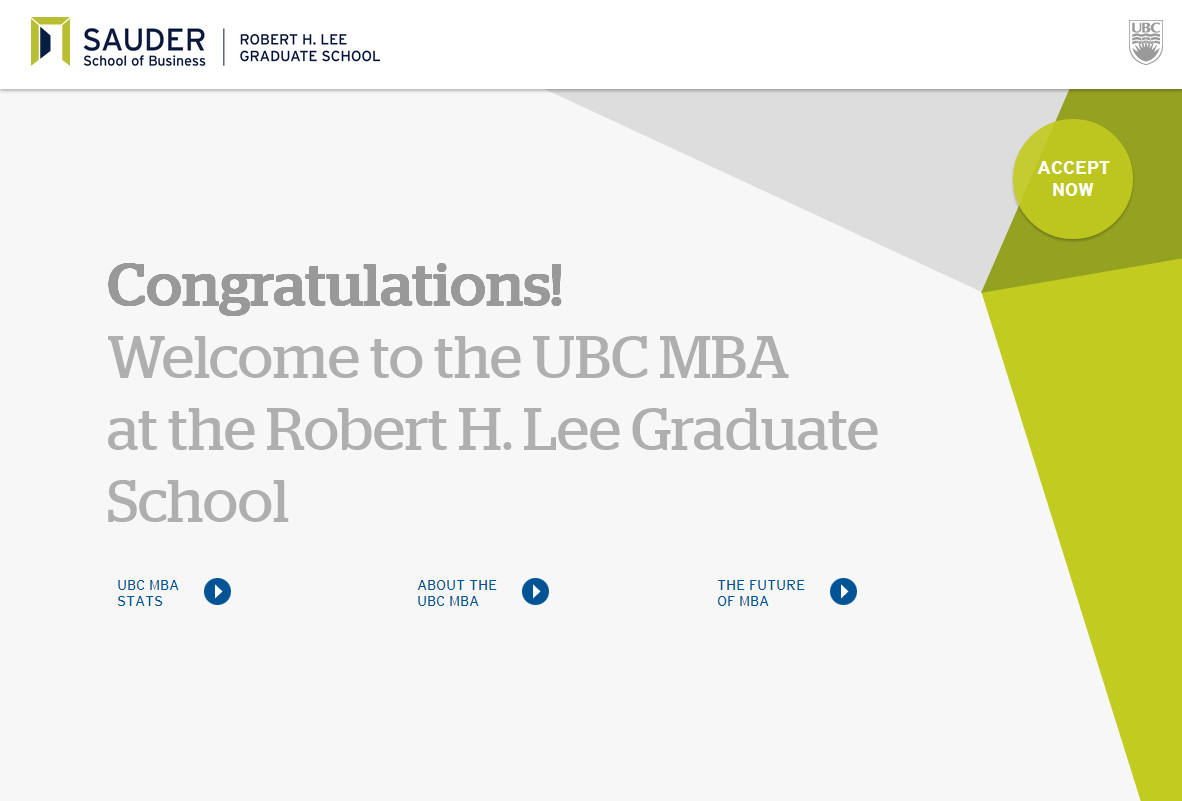 SAUDER
School of Business
ROBERT H. LEE
GRADUATE SCHOOL
UBC
ACCEPT
NOW
Congratulations!
Welcome to the UBC MBA
at the Robert H. Lee Graduate
School
UBC MBA
STATS
ABOUT THE
UBC MBA
THE FUTURE
OF MBA